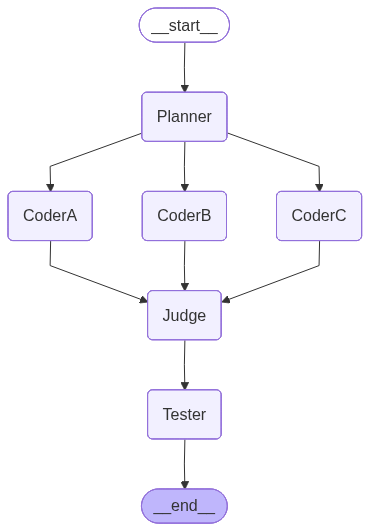 __start__
Planner
CoderA
CoderB
CoderC
Judge
Tester
__end__